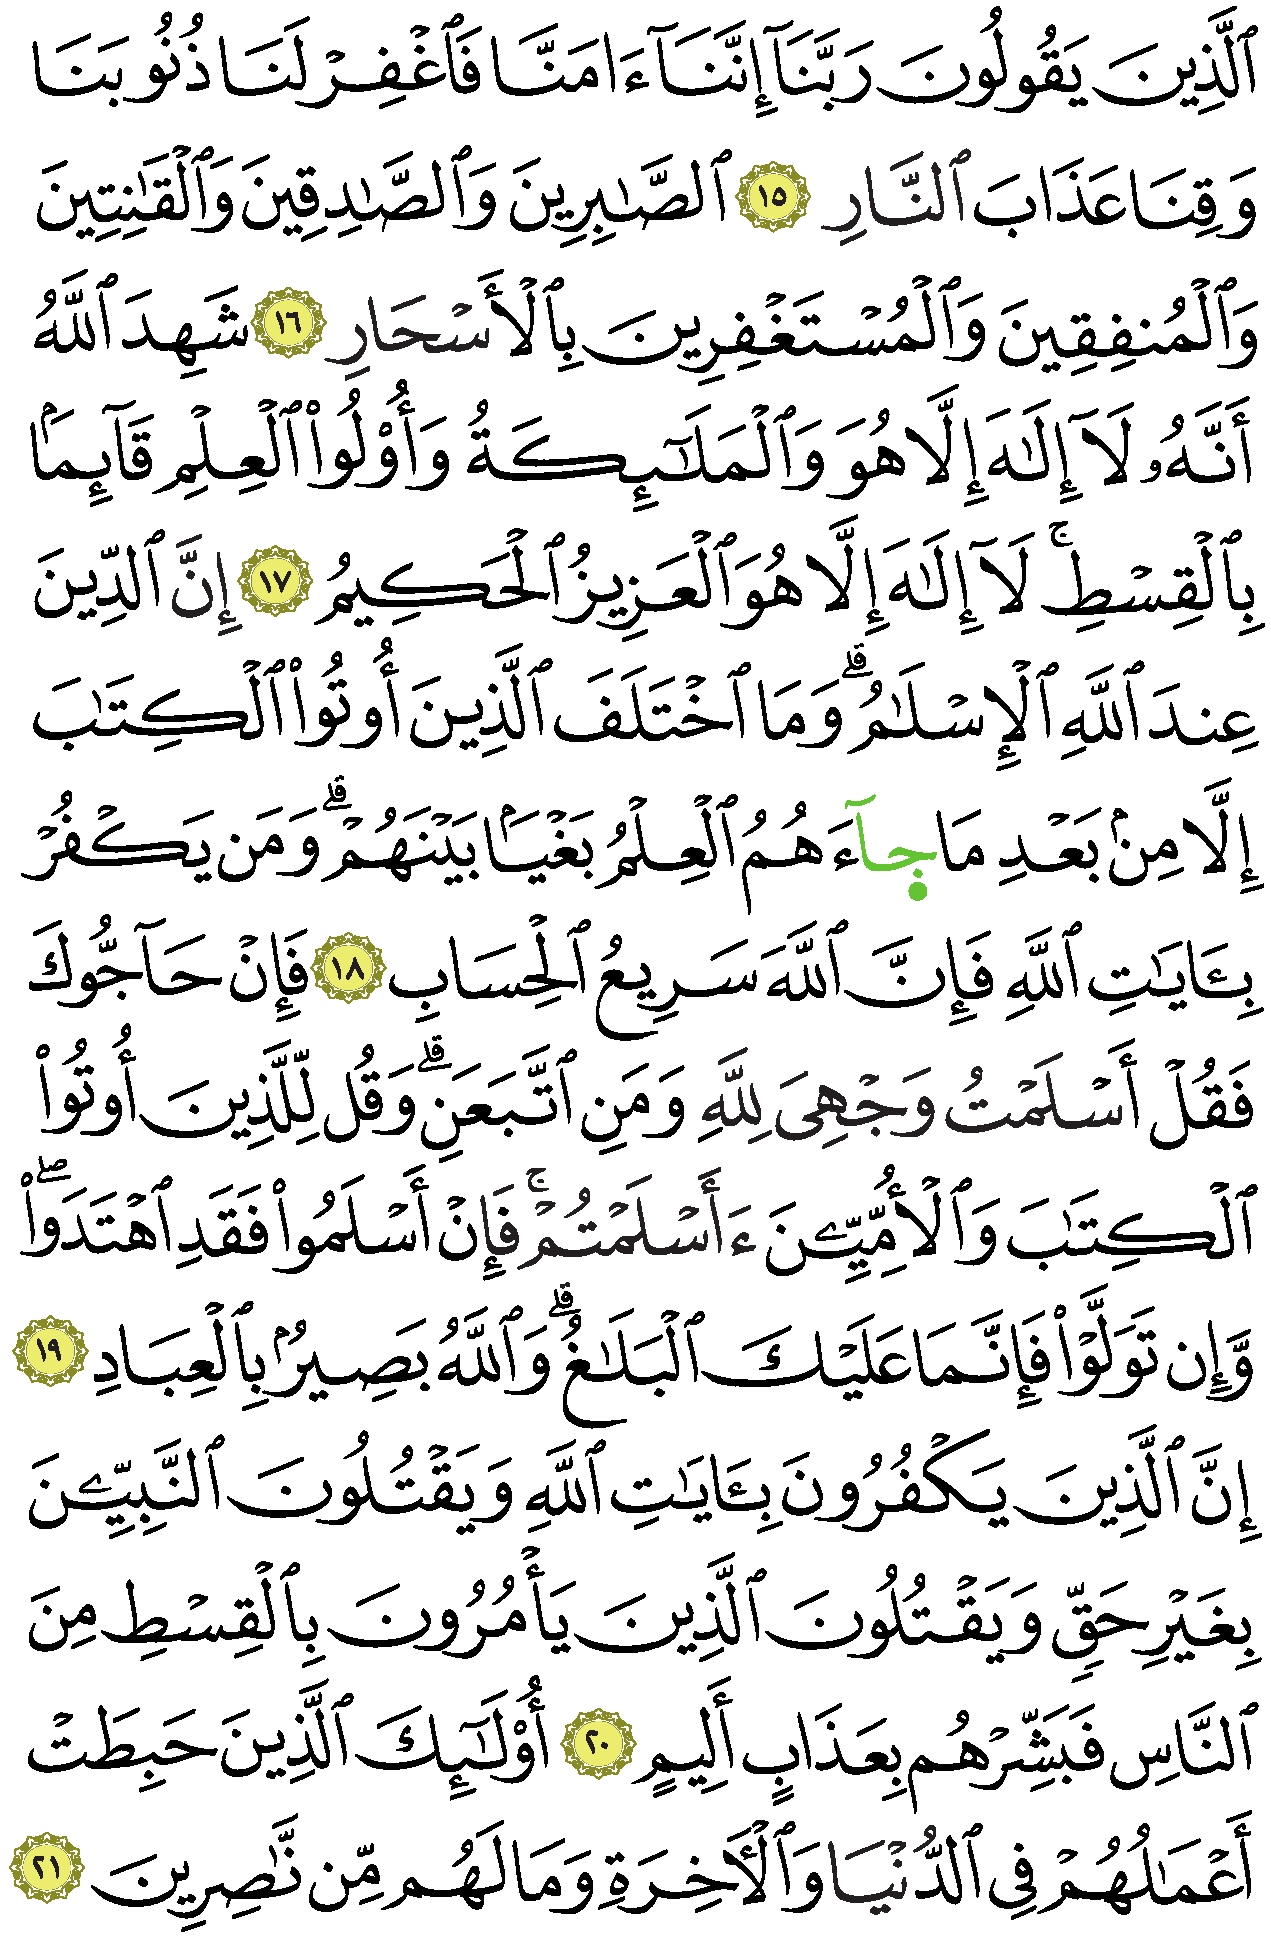 ٱلَّذِينَ يَقُولُونَ رَبَّنَآ إِنَّنَآ ءَامَنَّا فَٱغْفِرْ لَنَا ذُنُوبَنَا
وَقِنَا عَذَابَ ٱلنَّارِ ١٥ ٱلصَّٰبِرِينَ وَٱلصَّٰدِقِينَ وَٱلْقَٰنِتِينَ
وَٱلْمُنفِقِينَ وَٱلْمُسْتَغْفِرِينَ بِٱلْأَسْحَارِ ١٦ شَهِدَ ٱللَّهُ
أَنَّهُۥ لَآ إِلَٰهَ إِلَّا هُوَ وَٱلْمَلَٰٓئِكَةُ وَأُو۟لُوا۟ ٱلْعِلْمِ قَآئِمَۢا
بِٱلْقِسْطِۚ لَآ إِلَٰهَ إِلَّا هُوَ ٱلْعَزِيزُ ٱلْحَكِيمُ ١٧ إِنَّ ٱلدِّينَ
عِندَ ٱللَّهِ ٱلْإِسْلَٰمُۗ وَمَا ٱخْتَلَفَ ٱلَّذِينَ أُوتُوا۟ ٱلْكِتَٰبَ
إِلَّا مِنۢ بَعْدِ مَا جَآءَهُمُ ٱلْعِلْمُ بَغْيَۢا بَيْنَهُمْۗ وَمَن يَكْفُرْ
بِـَٔايَٰتِ ٱللَّهِ فَإِنَّ ٱللَّهَ سَرِيعُ ٱلْحِسَابِ ١٨ فَإِنْ حَآجُّوكَ
فَقُلْ أَسْلَمْتُ وَجْهِى لِلَّهِ وَمَنِ ٱتَّبَعَنِۗ وَقُل لِّلَّذِينَ أُوتُوا۟
ٱلْكِتَٰبَ وَٱلْأُمِّيِّـۧنَ ءَأَسْلَمْتُمْۚ فَإِنْ أَسْلَمُوا۟ فَقَدِ ٱهْتَدَوا۟ۖ
وَّإِن تَوَلَّوْا۟ فَإِنَّمَا عَلَيْكَ ٱلْبَلَٰغُۗ وَٱللَّهُ بَصِيرُۢ بِٱلْعِبَادِ ١٩
إِنَّ ٱلَّذِينَ يَكْفُرُونَ بِـَٔايَٰتِ ٱللَّهِ وَيَقْتُلُونَ ٱلنَّبِيِّـۧنَ
بِغَيْرِ حَقٍّ وَيَقْتُلُونَ ٱلَّذِينَ يَأْمُرُونَ بِٱلْقِسْطِ مِنَ
ٱلنَّاسِ فَبَشِّرْهُم بِعَذَابٍ أَلِيمٍ ٢٠ أُو۟لَٰٓئِكَ ٱلَّذِينَ حَبِطَتْ
أَعْمَٰلُهُمْ فِى ٱلدُّنْيَا وَٱلْـَٔاخِرَةِ وَمَا لَهُم مِّن نَّٰصِرِينَ ٢١